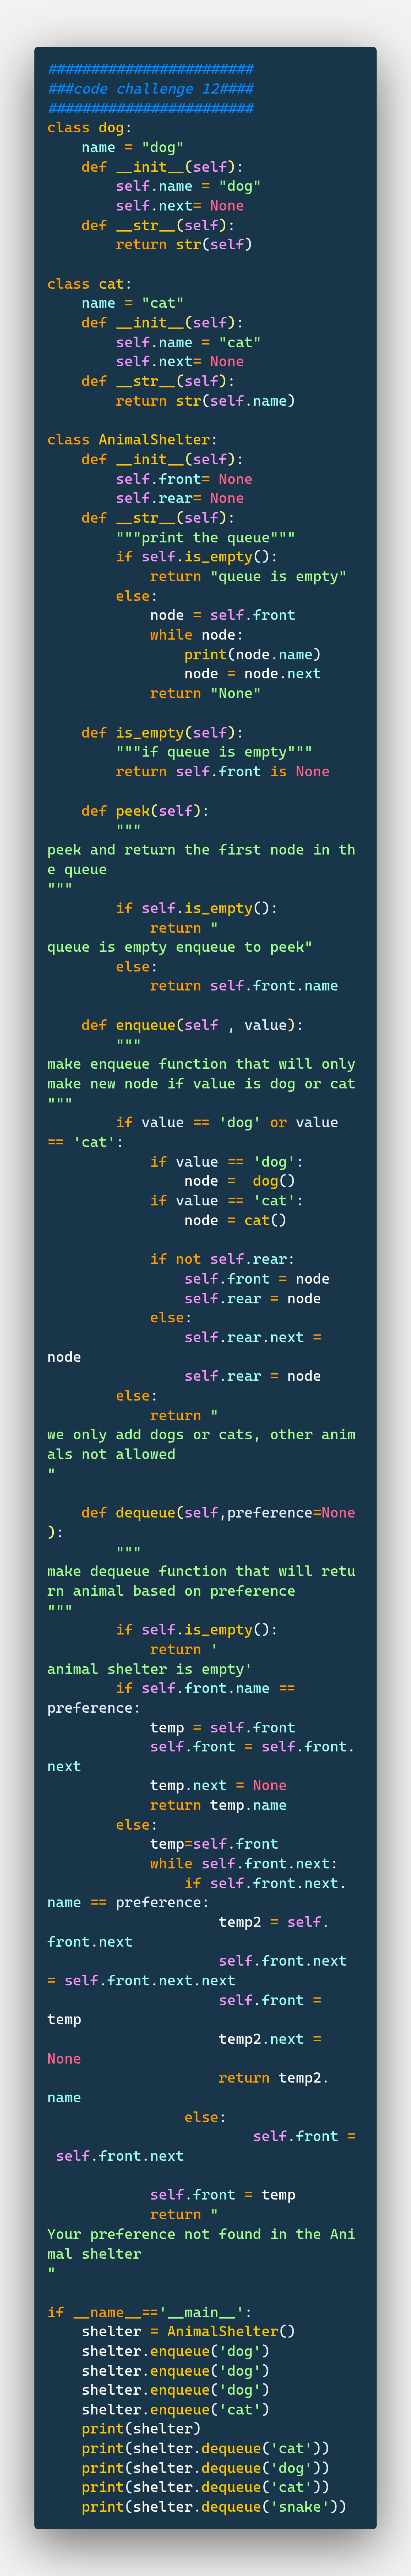 ########################
###code challenge 12####
########################
class dog:
    name = "dog"
    def __init__(self):
        self.name = "dog"
        self.next= None
    def __str__(self):
        return str(self)

class cat:
    name = "cat"
    def __init__(self):
        self.name = "cat"
        self.next= None
    def __str__(self):
        return str(self.name)

class AnimalShelter:
    def __init__(self):
        self.front= None
        self.rear= None
    def __str__(self):
        """print the queue"""
        if self.is_empty():
            return "queue is empty"
        else:
            node = self.front
            while node:
                print(node.name)
                node = node.next
            return "None"

    def is_empty(self):
        """if queue is empty"""
        return self.front is None

    def peek(self):
        """
peek and return the first node in th
e queue
"""
        if self.is_empty():
            return "
queue is empty enqueue to peek"
        else:
            return self.front.name

    def enqueue(self , value):
        """
make enqueue function that will only
make new node if value is dog or cat
"""
        if value == 'dog' or value
== 'cat':
            if value == 'dog':
                node =  dog()
            if value == 'cat':
                node = cat()

            if not self.rear:
                self.front = node
                self.rear = node
            else:
                self.rear.next =
node
                self.rear = node
        else:
            return "
we only add dogs or cats, other anim
als not allowed
"

    def dequeue(self,preference=None
):
        """
make dequeue function that will retu
rn animal based on preference
"""
        if self.is_empty():
            return '
animal shelter is empty'
        if self.front.name ==
preference:
            temp = self.front
            self.front = self.front.
next
            temp.next = None
            return temp.name
        else:
            temp=self.front
            while self.front.next:
                if self.front.next.
name == preference:
                    temp2 = self.
front.next
                    self.front.next
= self.front.next.next
                    self.front =
temp
                    temp2.next =
None
                    return temp2.
name
                else:
                        self.front =
 self.front.next

            self.front = temp
            return "
Your preference not found in the Ani
mal shelter
"

if __name__=='__main__':
    shelter = AnimalShelter()
    shelter.enqueue('dog')
    shelter.enqueue('dog')
    shelter.enqueue('dog')
    shelter.enqueue('cat')
    print(shelter)
    print(shelter.dequeue('cat'))
    print(shelter.dequeue('dog'))
    print(shelter.dequeue('cat'))
    print(shelter.dequeue('snake'))